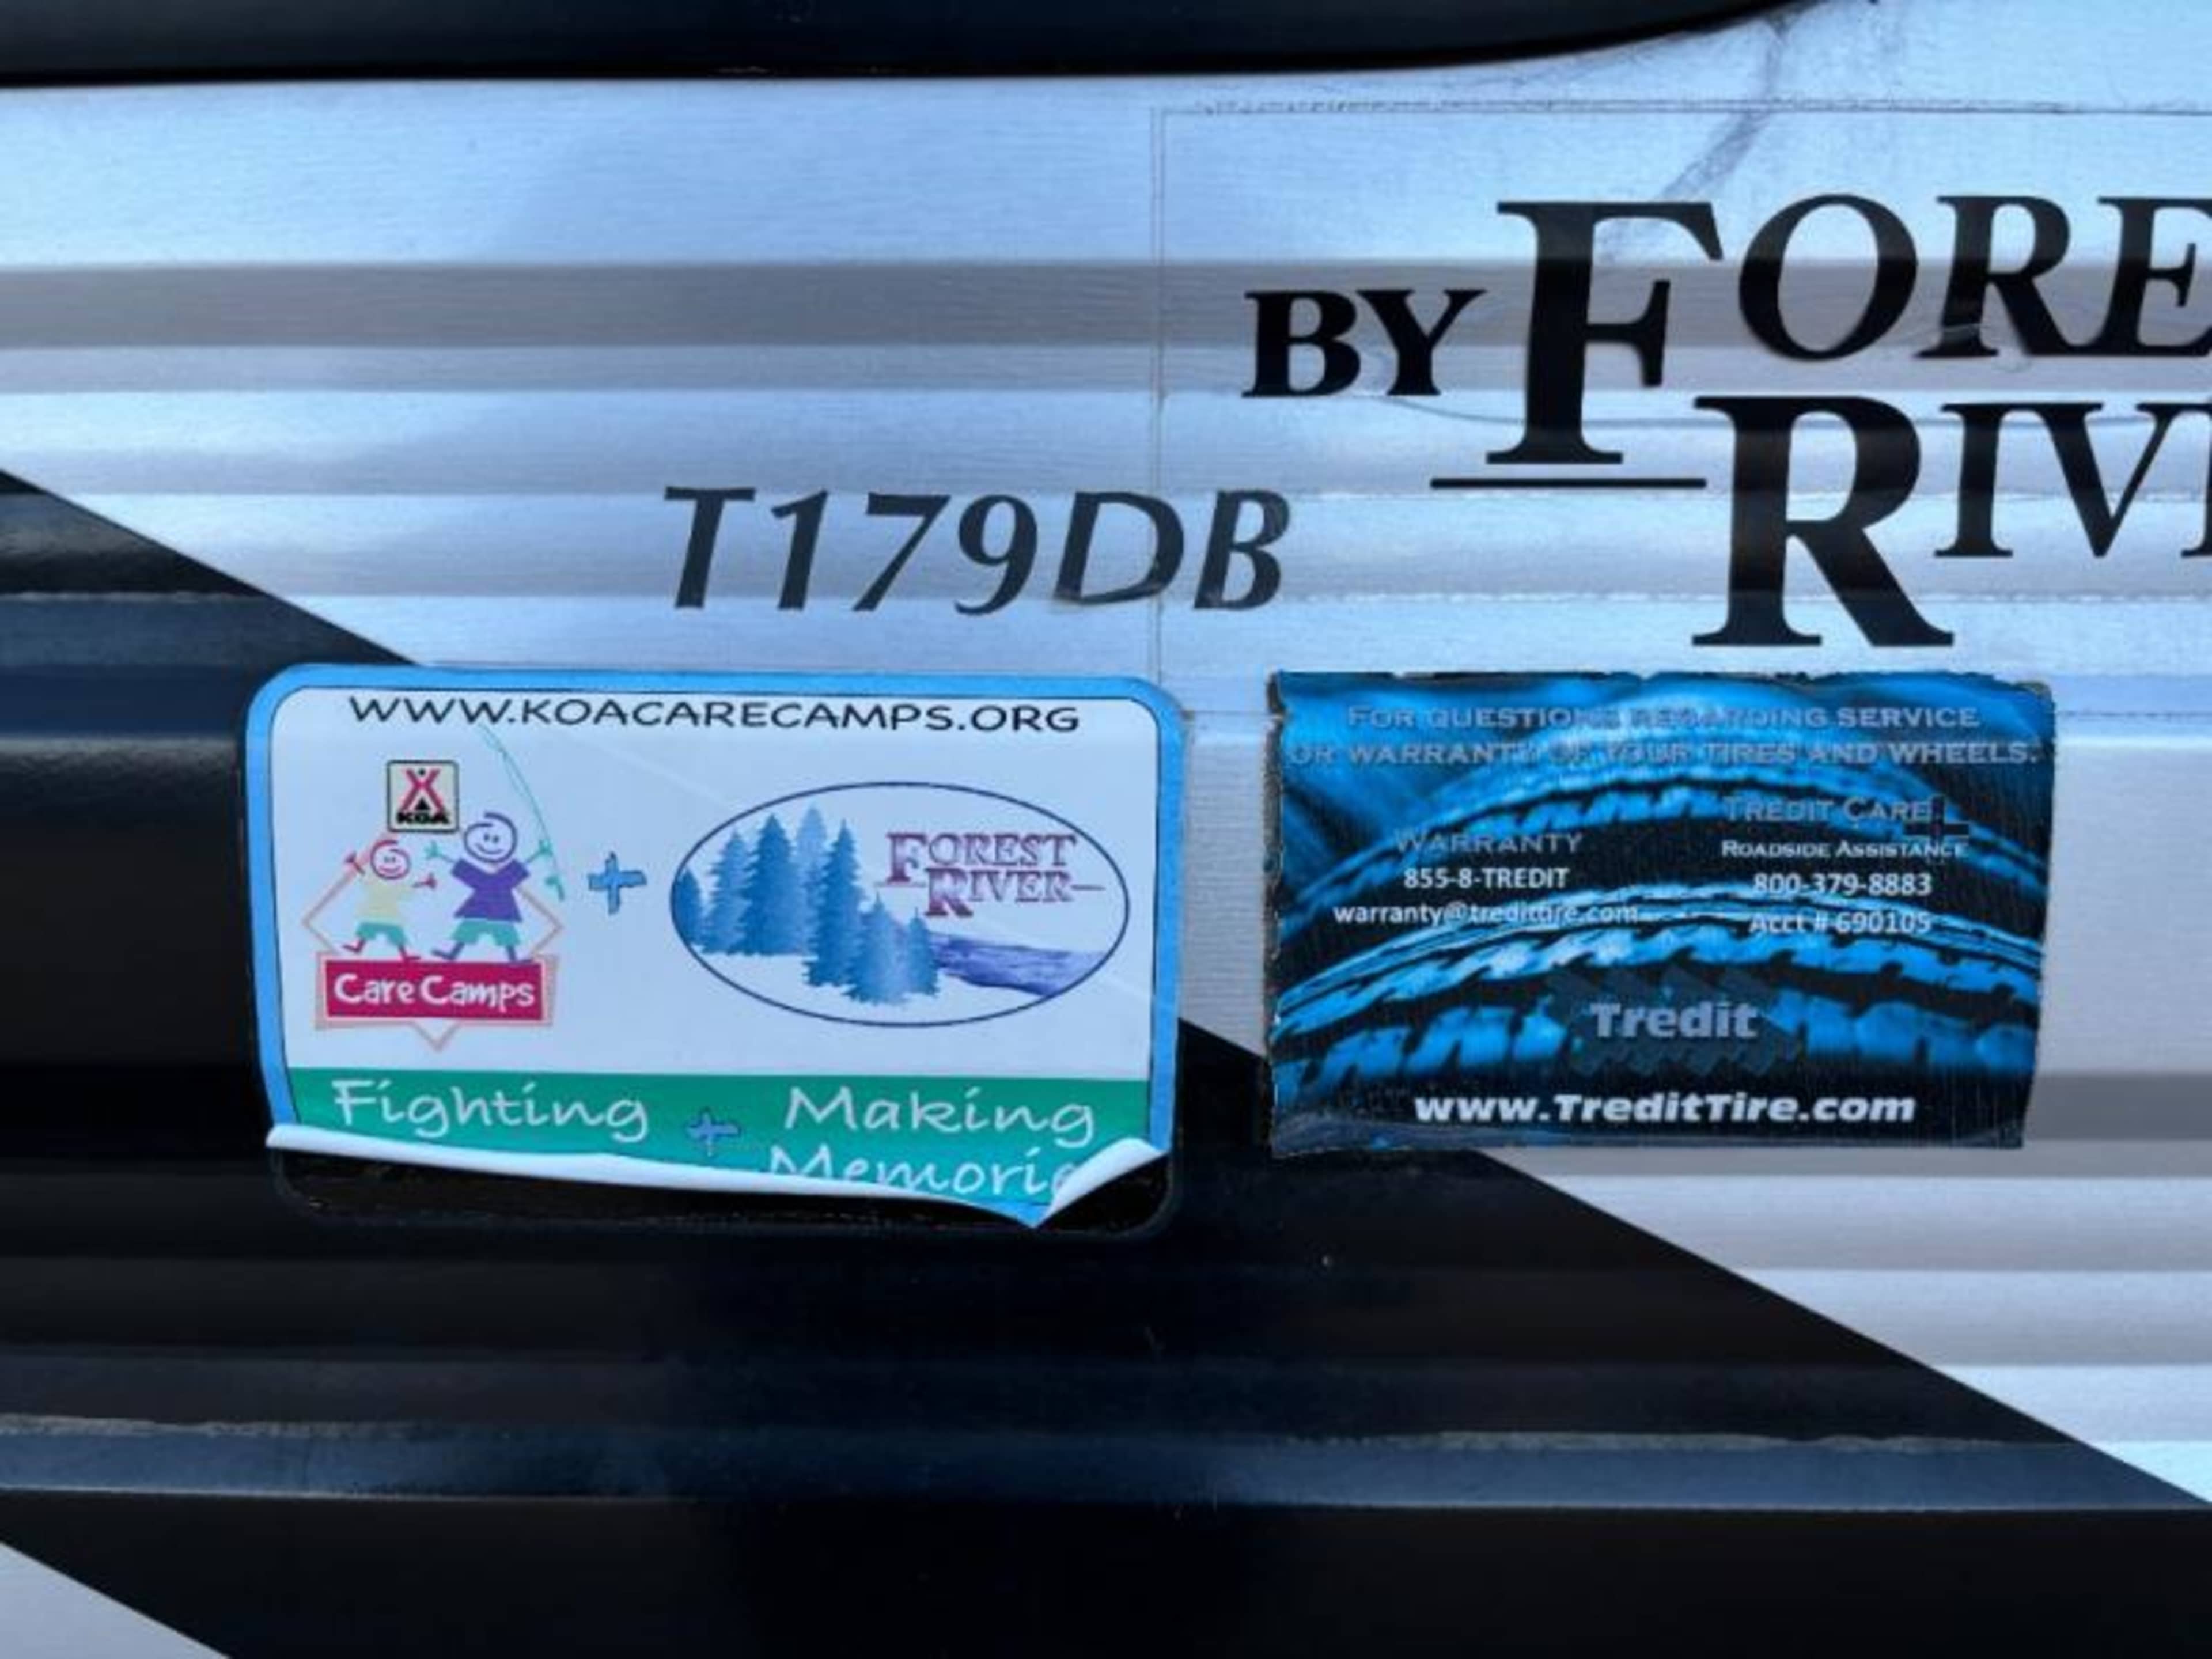 BY FORE
RIV
T179DB
WWW.KOACARECAMPS.ORG
KOA
Care Camps
+
FOREST
RIVER
Fighting + Making
Memorie
FOR QUESTIONS REGARDING SERVICE
OR WARRANTY OF YOUR TIRES AND WHEELS.
WARRANTY
855-8-TREDIT
warranty@tredittire.com
TREDIT CARE+
ROADSIDE ASSISTANCE
800-379-8883
Acct # 690105
Tredit
www.TreditTire.com